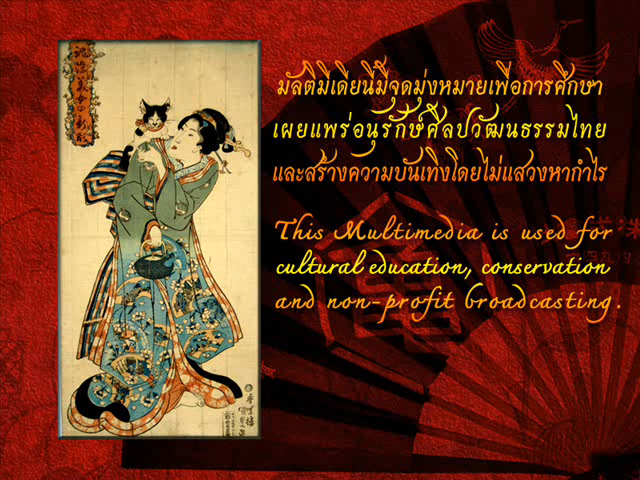 มัลติมีเดียนี้มีจุดมุ่งหมายเพื่อการศึกษา
เผยแพร่อนุรักษ์ศิลปวัฒนธรรมไทย
และสร้างความบันเทิงโดยไม่แสวงหากำไร
This Multimedia is used for
cultural education, conservation
and non-profit broadcasting.